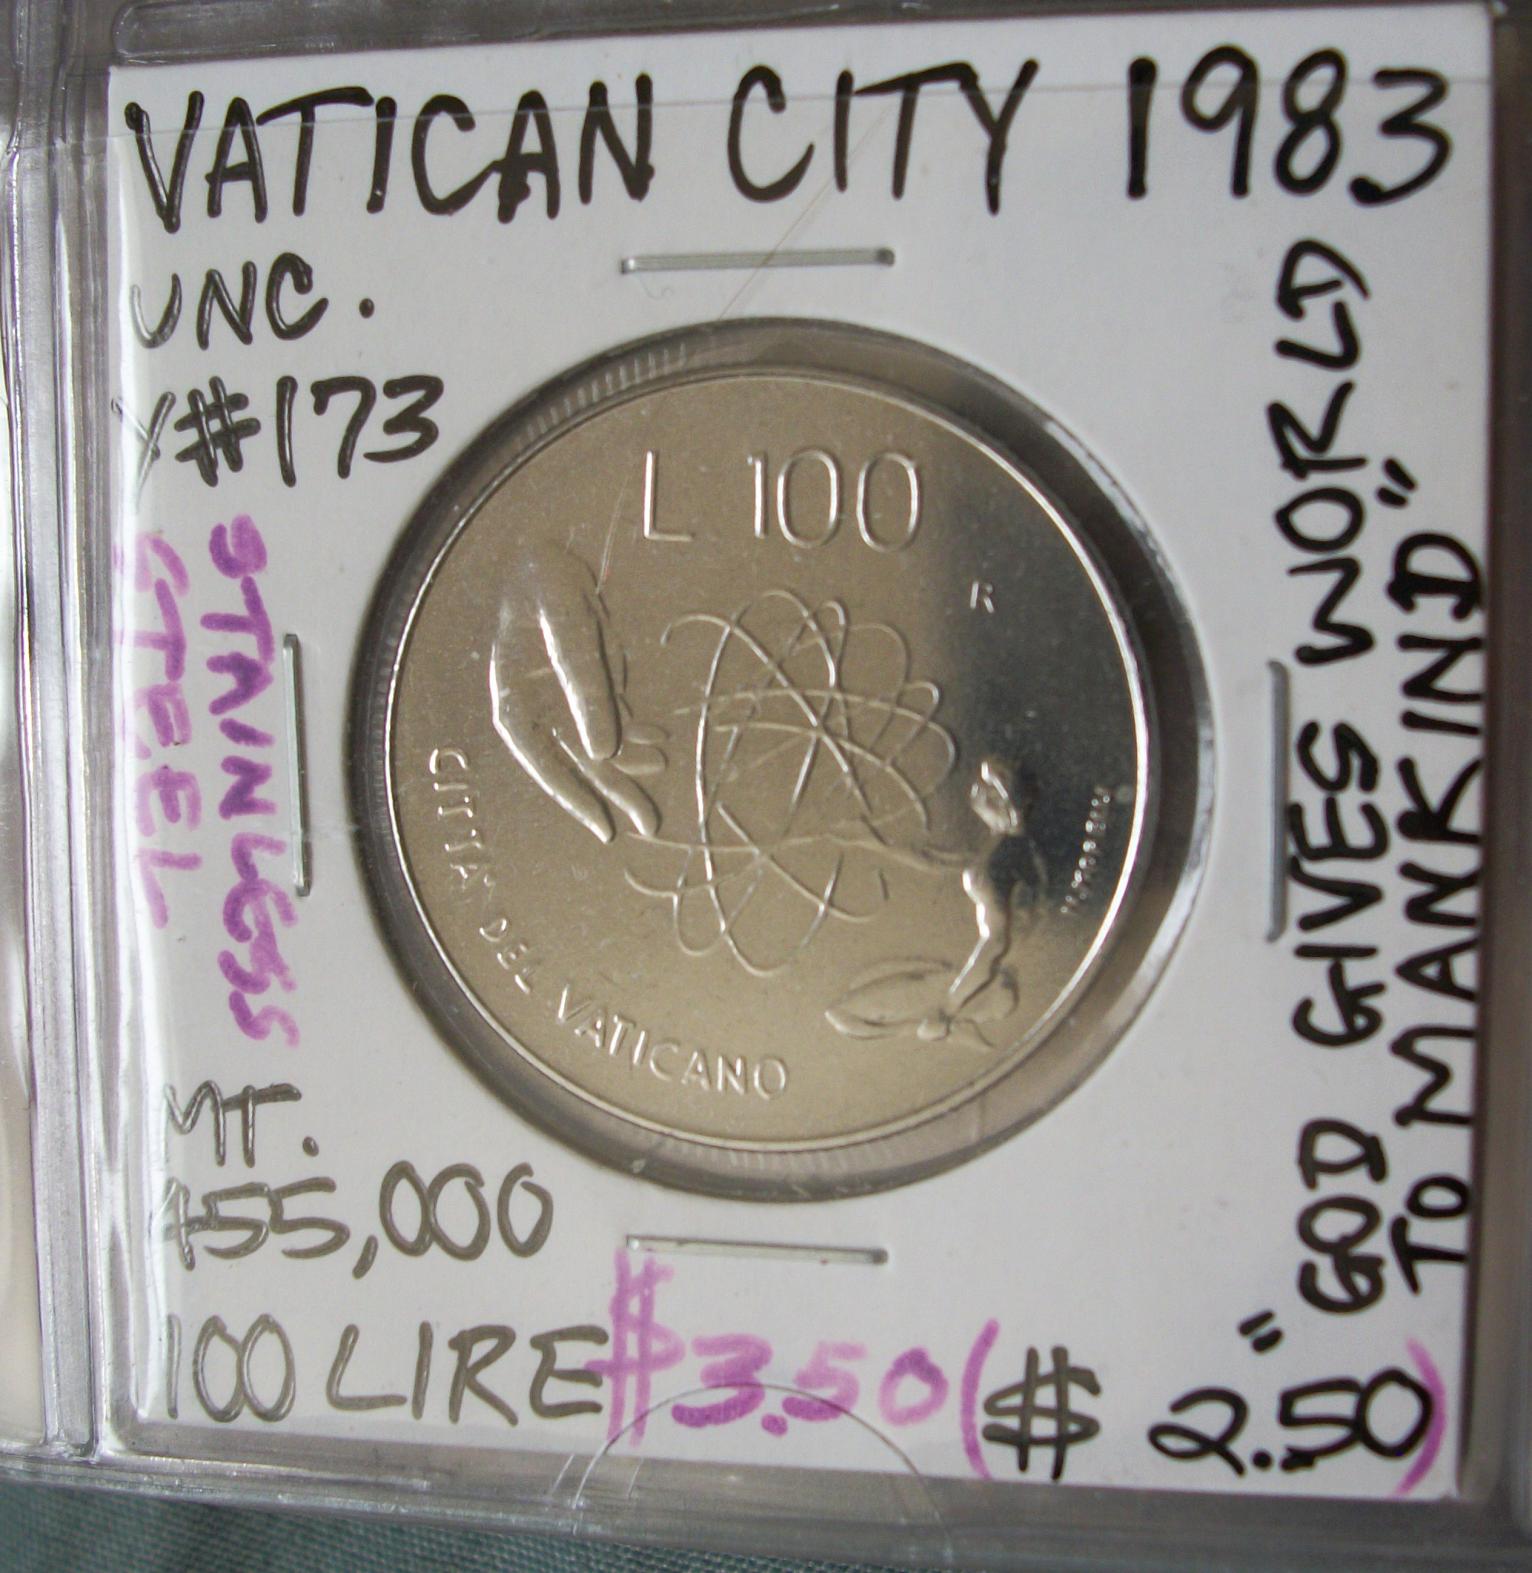 VATICAN CITY 1983
UNC.
Y#173
STAINLESS
STEEL
MT.
455,000
100 LIRE $3.50 ($ 2.50)
"GOD GIVES WORLD
TO MANKIND"
L 100
R
CITTA' DEL VATICANO